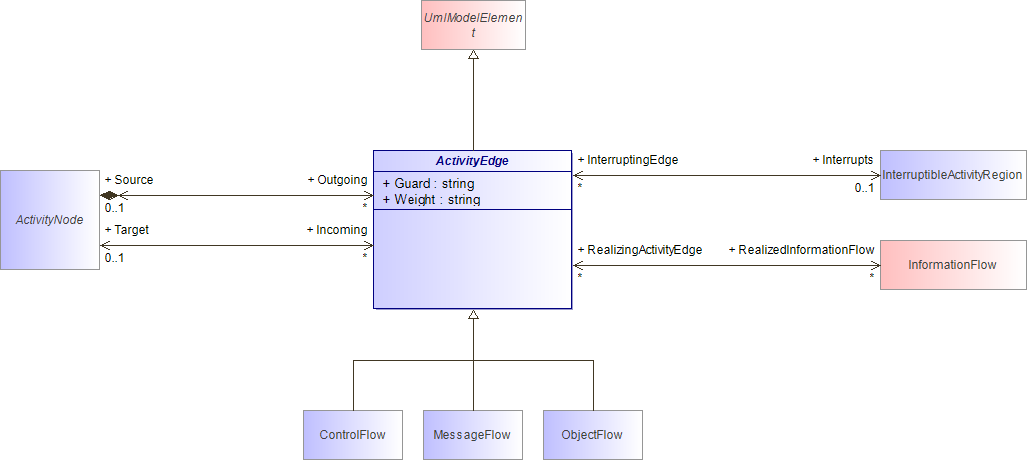 UmlModelElemen
t
ActivityEdge
+ Guard : string
+ Weight : string
ActivityNode
+ Source
+ Outgoing
0..1
*
+ Target
+ Incoming
0..1
*
+ InterruptingEdge
+ Interrupts
*
0..1
InterruptibleActivityRegion
+ RealizingActivityEdge
+ RealizedInformationFlow
*
*
InformationFlow
ControlFlow
MessageFlow
ObjectFlow